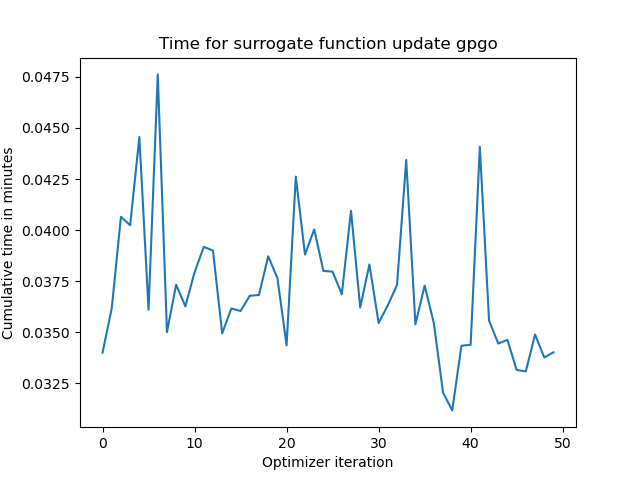 Time for surrogate function update gpgo
Cumulative time in minutes
0.0475
0.0450
0.0425
0.0400
0.0375
0.0350
0.0325
0 10 20 30 40 50
Optimizer iteration